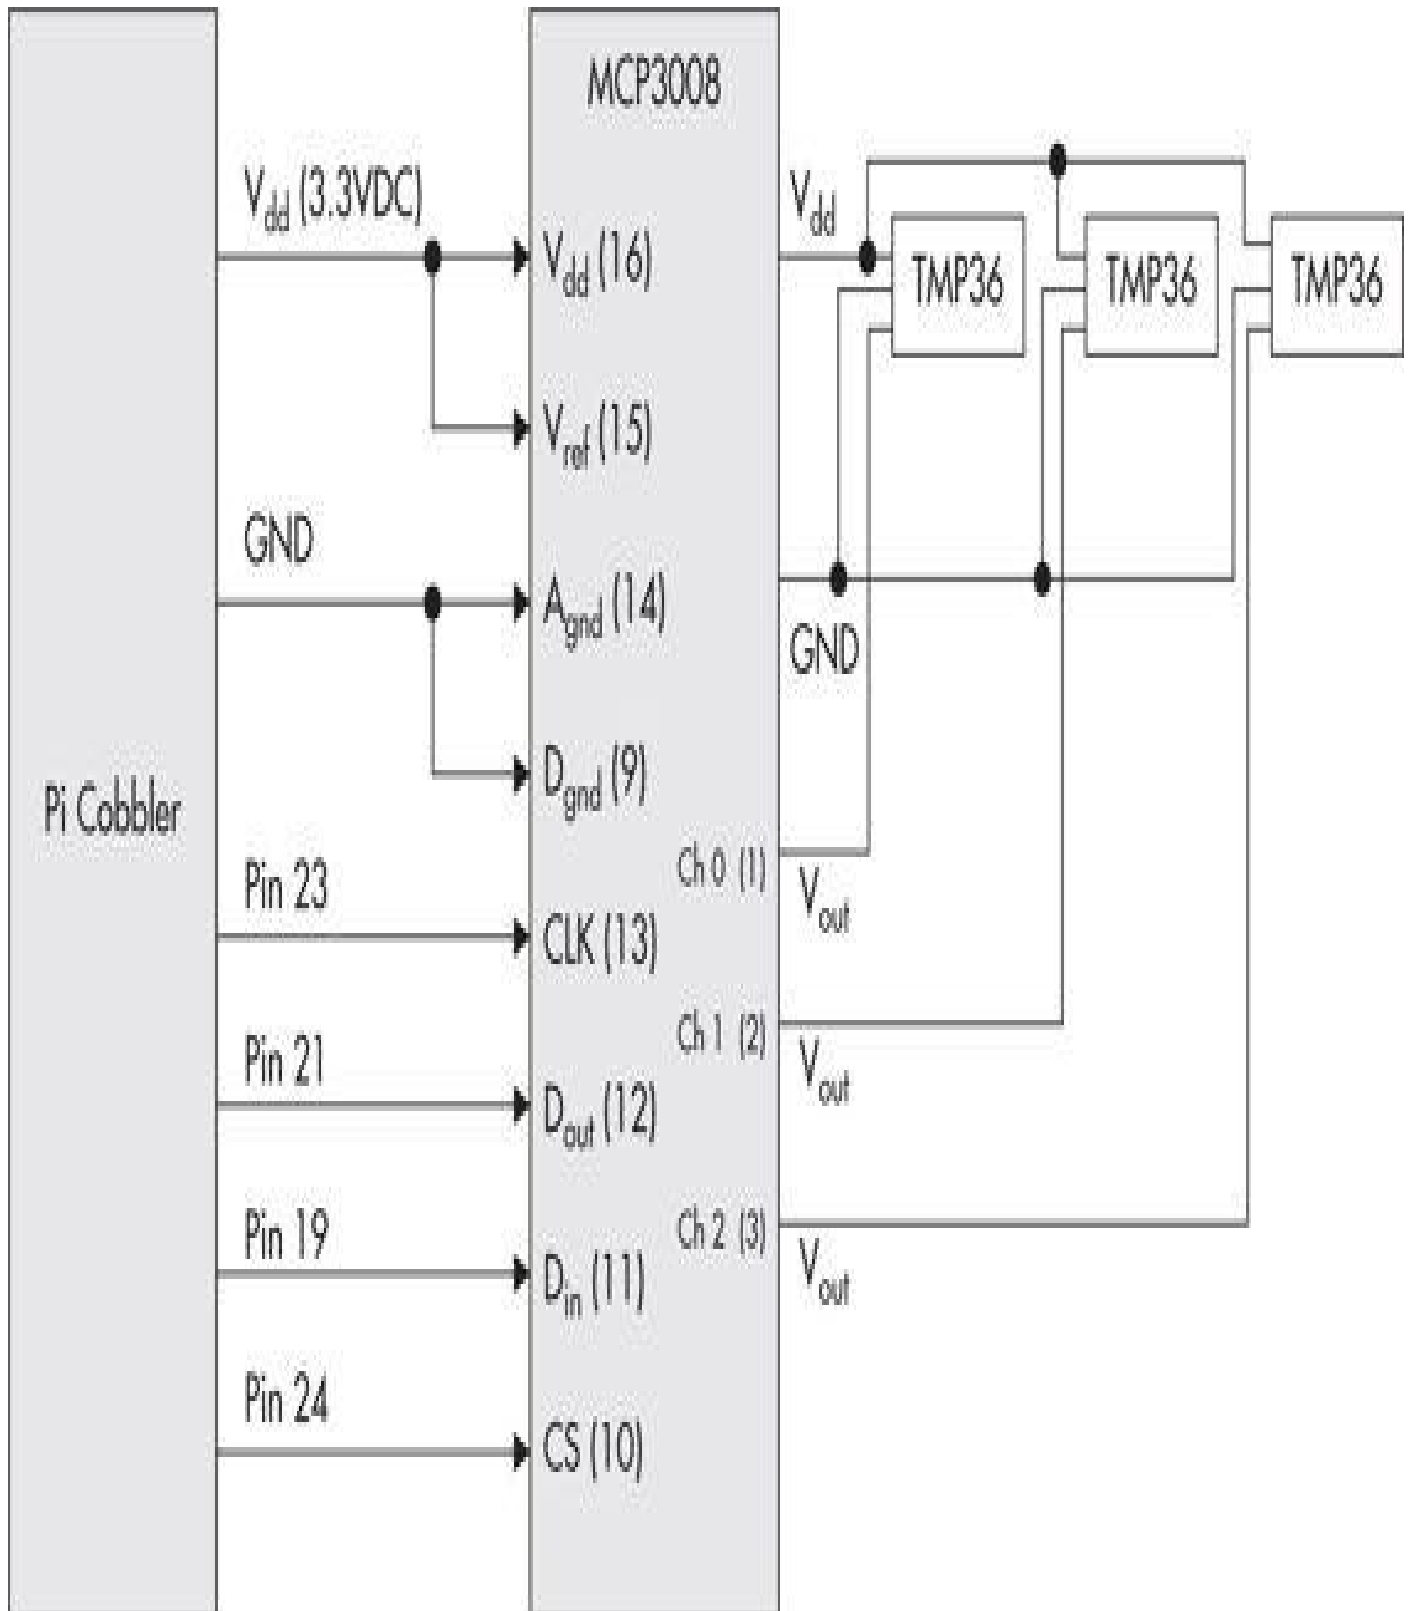 MCP3008
Vdd (3.3VDC)
Vdd (16)
Vdd
TMP36
TMP36
TMP36
Vref (15)
GND
Agnd (14)
GND
Dgnd (9)
Pi Cobbler
Ch 0 (1)
Vout
Pin 23
CLK (13)
Ch 1 (2)
Vout
Pin 21
Dout (12)
Pin 19
Ch 2 (3)
Vout
Din (11)
Pin 24
CS (10)